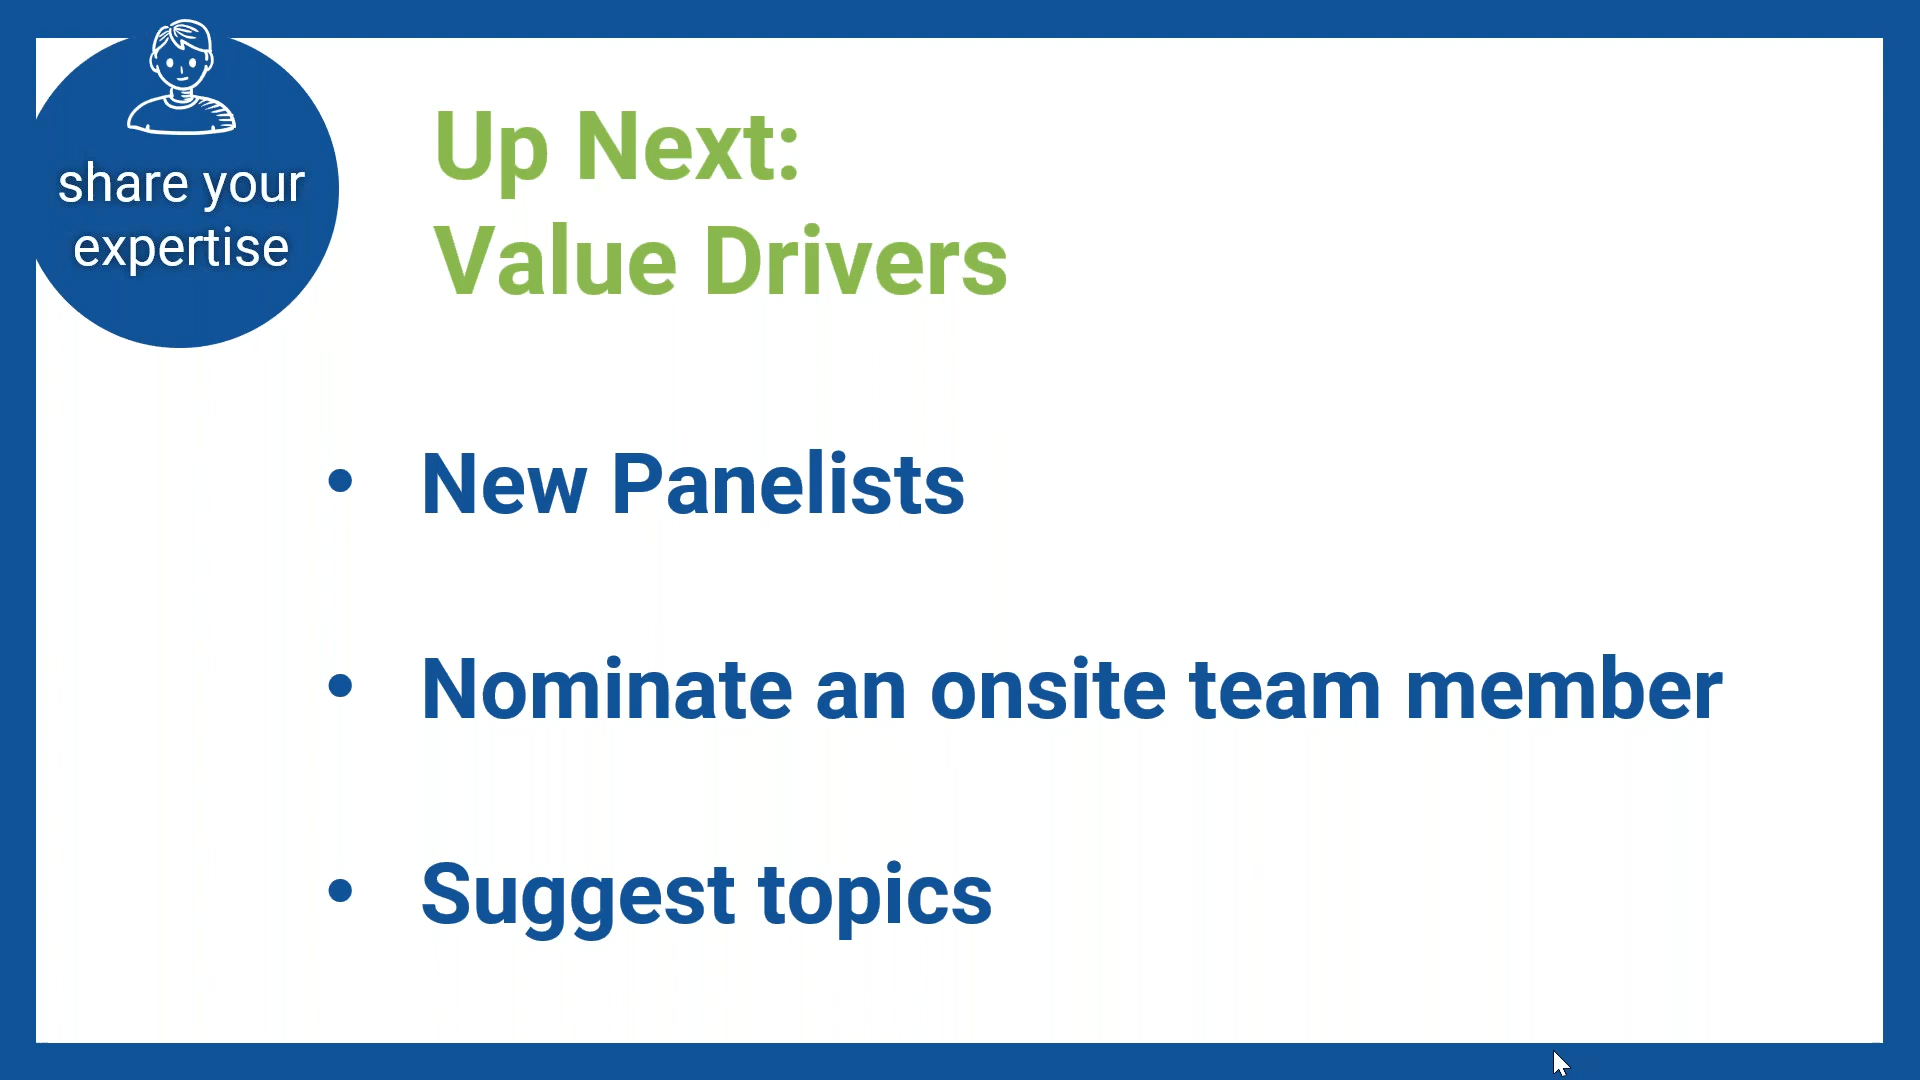 share your
expertise
Up Next:
Value Drivers
• New Panelists
• Nominate an onsite team member
• Suggest topics